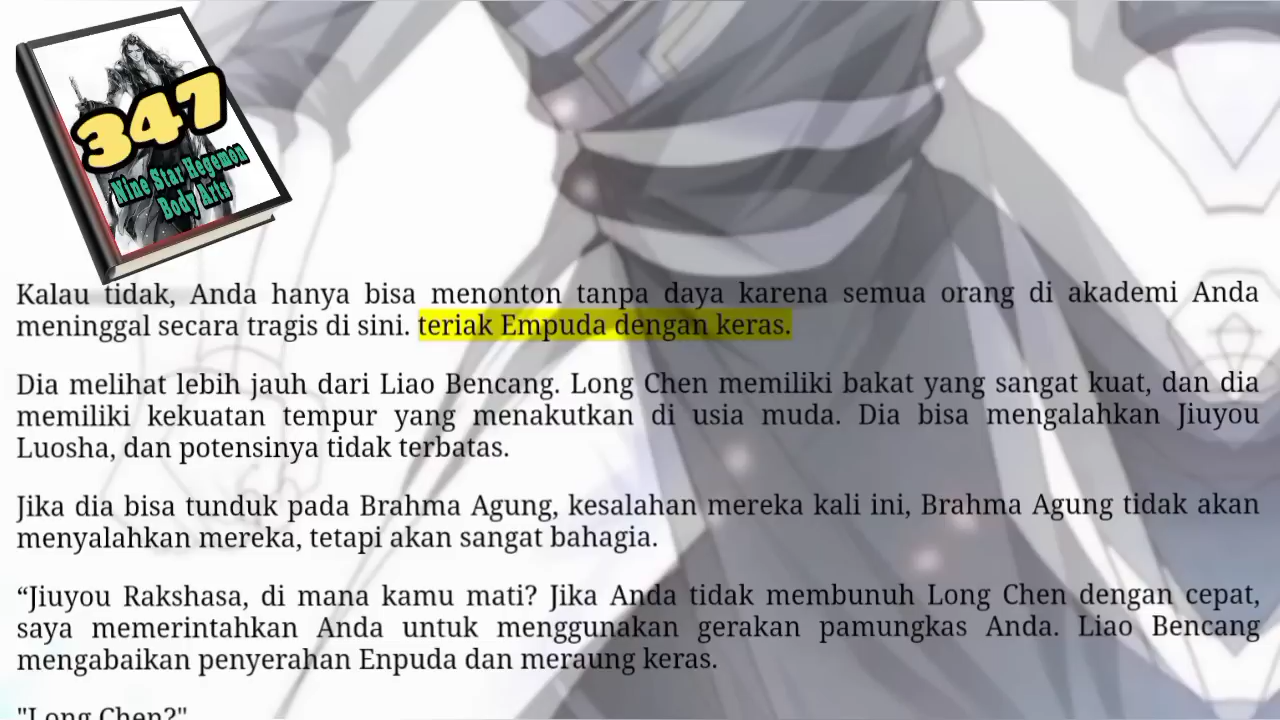 347
Nine Star Hegemon
Body Arts
Kalau tidak, Anda hanya bisa menonton tanpa daya karena semua orang di akademi Anda
meninggal secara tragis di sini. teriak Empuda dengan keras.
Dia melihat lebih jauh dari Liao Bencang. Long Chen memiliki bakat yang sangat kuat, dan dia
memiliki kekuatan tempur yang menakutkan di usia muda. Dia bisa mengalahkan Jiuyou
Luosha, dan potensinya tidak terbatas.
Jika dia bisa tunduk pada Brahma Agung, kesalahan mereka kali ini, Brahma Agung tidak akan
menyalahkan mereka, tetapi akan sangat bahagia.
“Jiuyou Rakshasa, di mana kamu mati? Jika Anda tidak membunuh Long Chen dengan cepat,
saya memerintahkan Anda untuk menggunakan gerakan pamungkas Anda. Liao Bencang
mengabaikan penyerahan Enpuda dan meraung keras.
"Long Chen?"